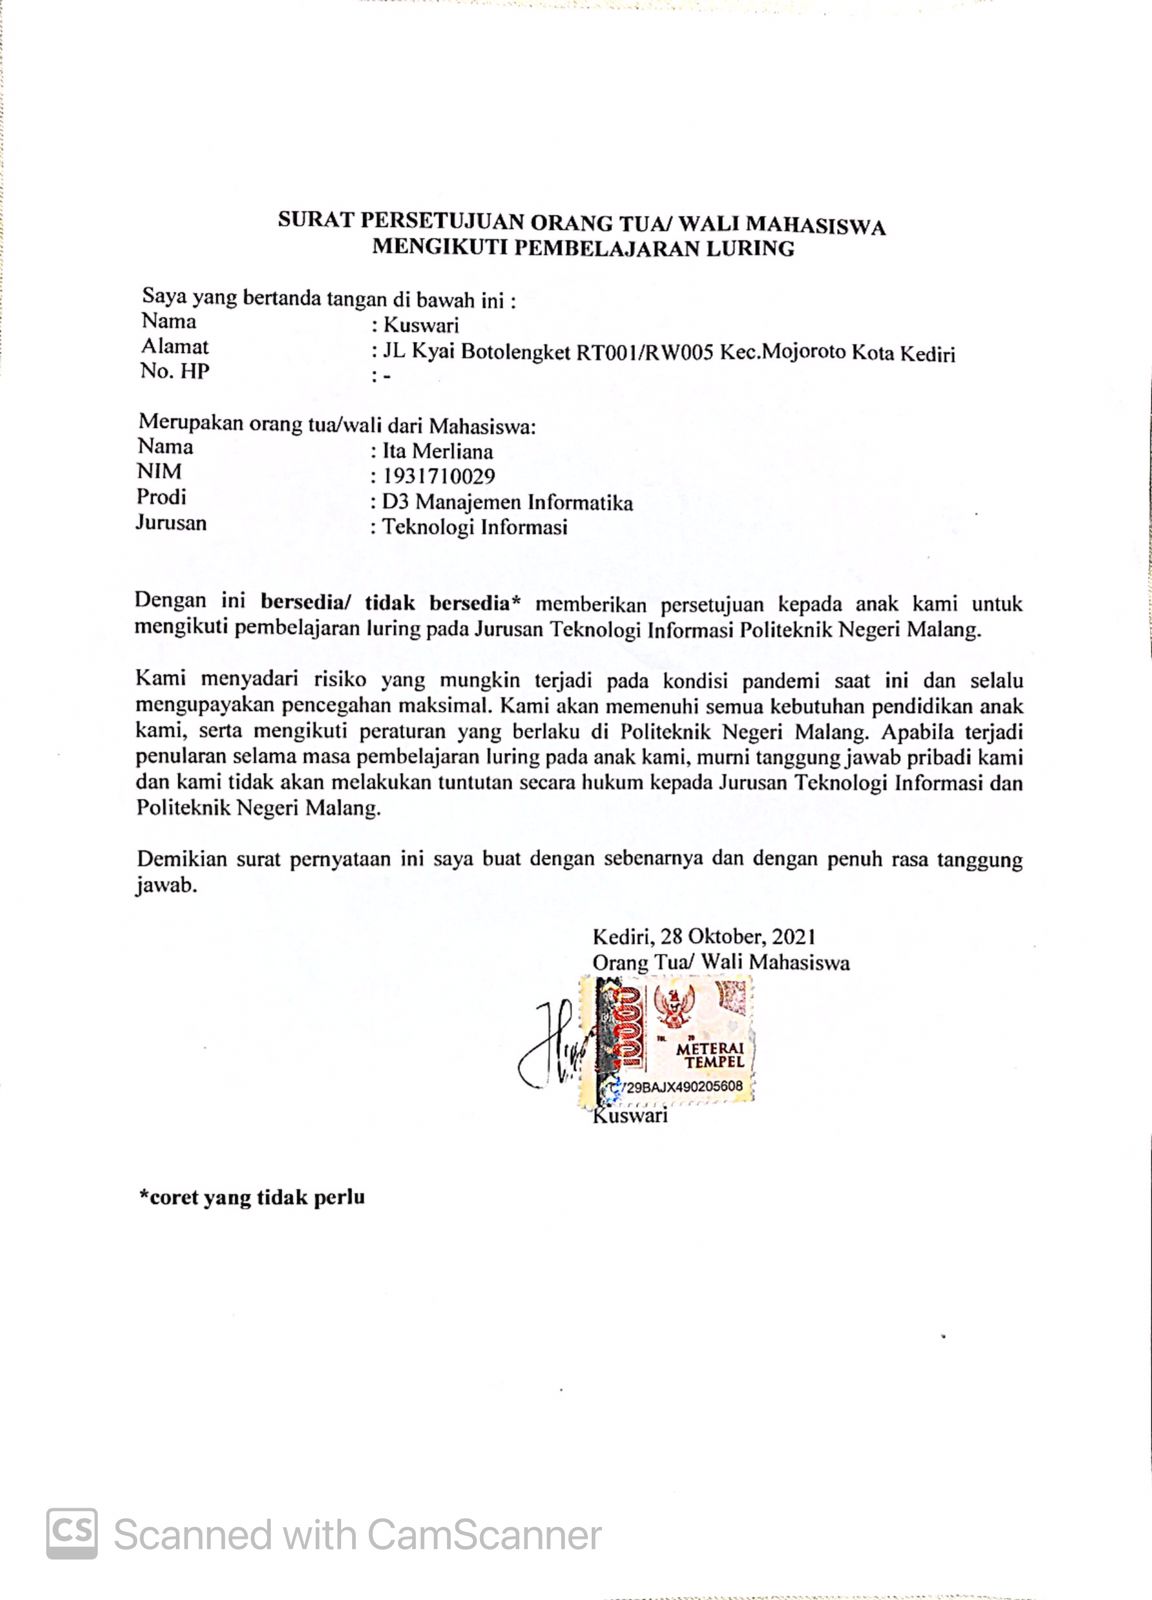 SURAT PERSETUJUAN ORANG TUA/ WALI MAHASISWA
MENGIKUTI PEMBELAJARAN LURING
Saya yang bertanda tangan di bawah ini :
Nama : Kuswari
Alamat : JL Kyai Botolengket RT001/RW005 Kec.Mojoroto Kota Kediri
No. HP : -
Merupakan orang tua/wali dari Mahasiswa:
Nama : Ita Merliana
NIM : 1931710029
Prodi : D3 Manajemen Informatika
Jurusan : Teknologi Informasi
Dengan ini bersedia/ tidak bersedia* memberikan persetujuan kepada anak kami untuk
mengikuti pembelajaran luring pada Jurusan Teknologi Informasi Politeknik Negeri Malang.
Kami menyadari risiko yang mungkin terjadi pada kondisi pandemi saat ini dan selalu
mengupayakan pencegahan maksimal. Kami akan memenuhi semua kebutuhan pendidikan anak
kami, serta mengikuti peraturan yang berlaku di Politeknik Negeri Malang. Apabila terjadi
penularan selama masa pembelajaran luring pada anak kami, murni tanggung jawab pribadi kami
dan kami tidak akan melakukan tuntutan secara hukum kepada Jurusan Teknologi Informasi dan
Politeknik Negeri Malang.
Demikian surat pernyataan ini saya buat dengan sebenarnya dan dengan penuh rasa tanggung
jawab.
Kediri, 28 Oktober, 2021
Orang Tua/ Wali Mahasiswa
10000
TGL. 20
METERAI
TEMPEL
729BAJX490205608
Kuswari
*coret yang tidak perlu
CS Scanned with CamScanner